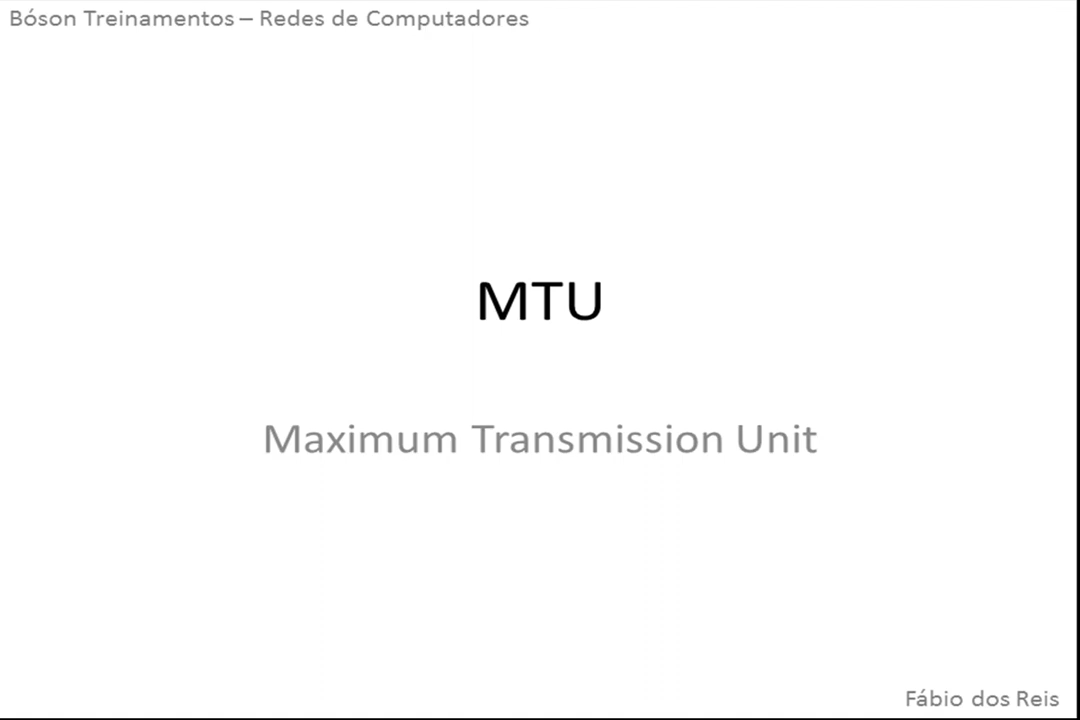 Bóson Treinamentos – Redes de Computadores
MTU
Maximum Transmission Unit
Fábio dos Reis